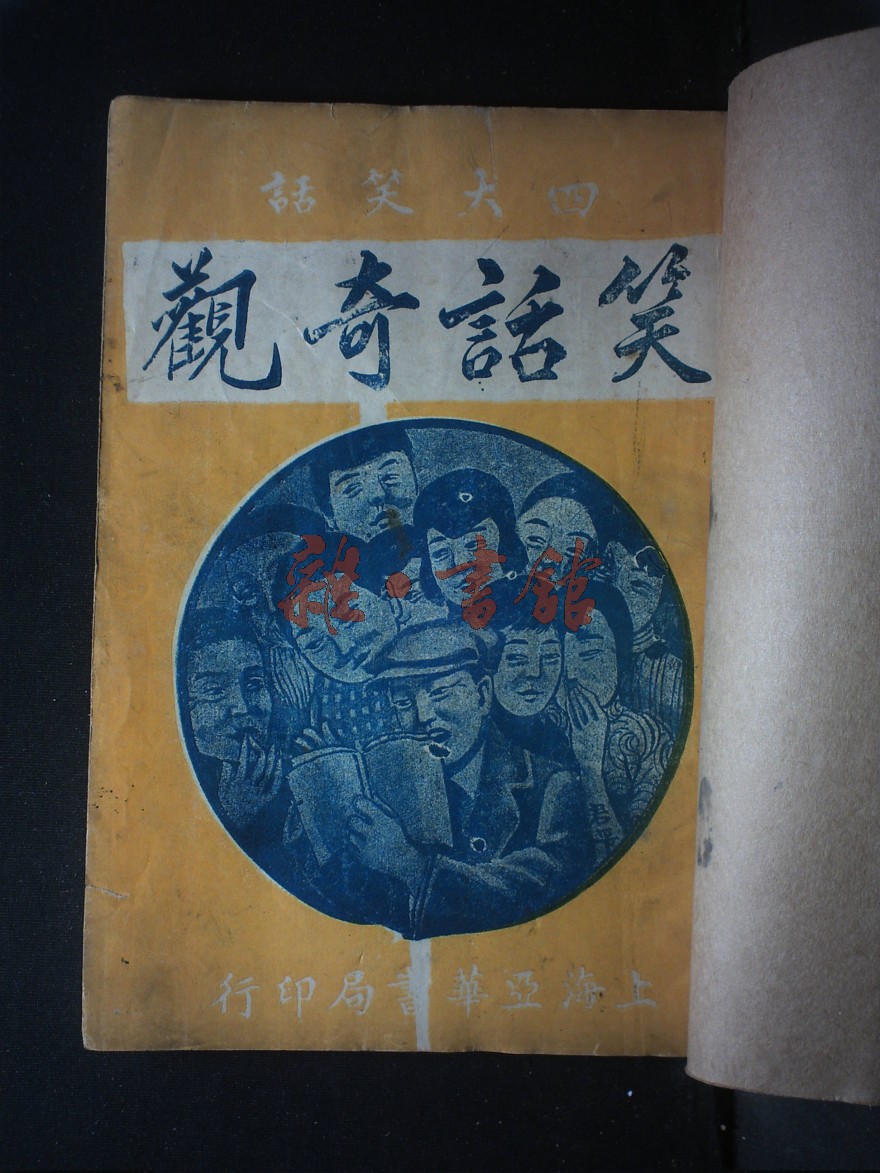 四大笑話
笑話奇觀
雜·書館
上海亞華書局印行